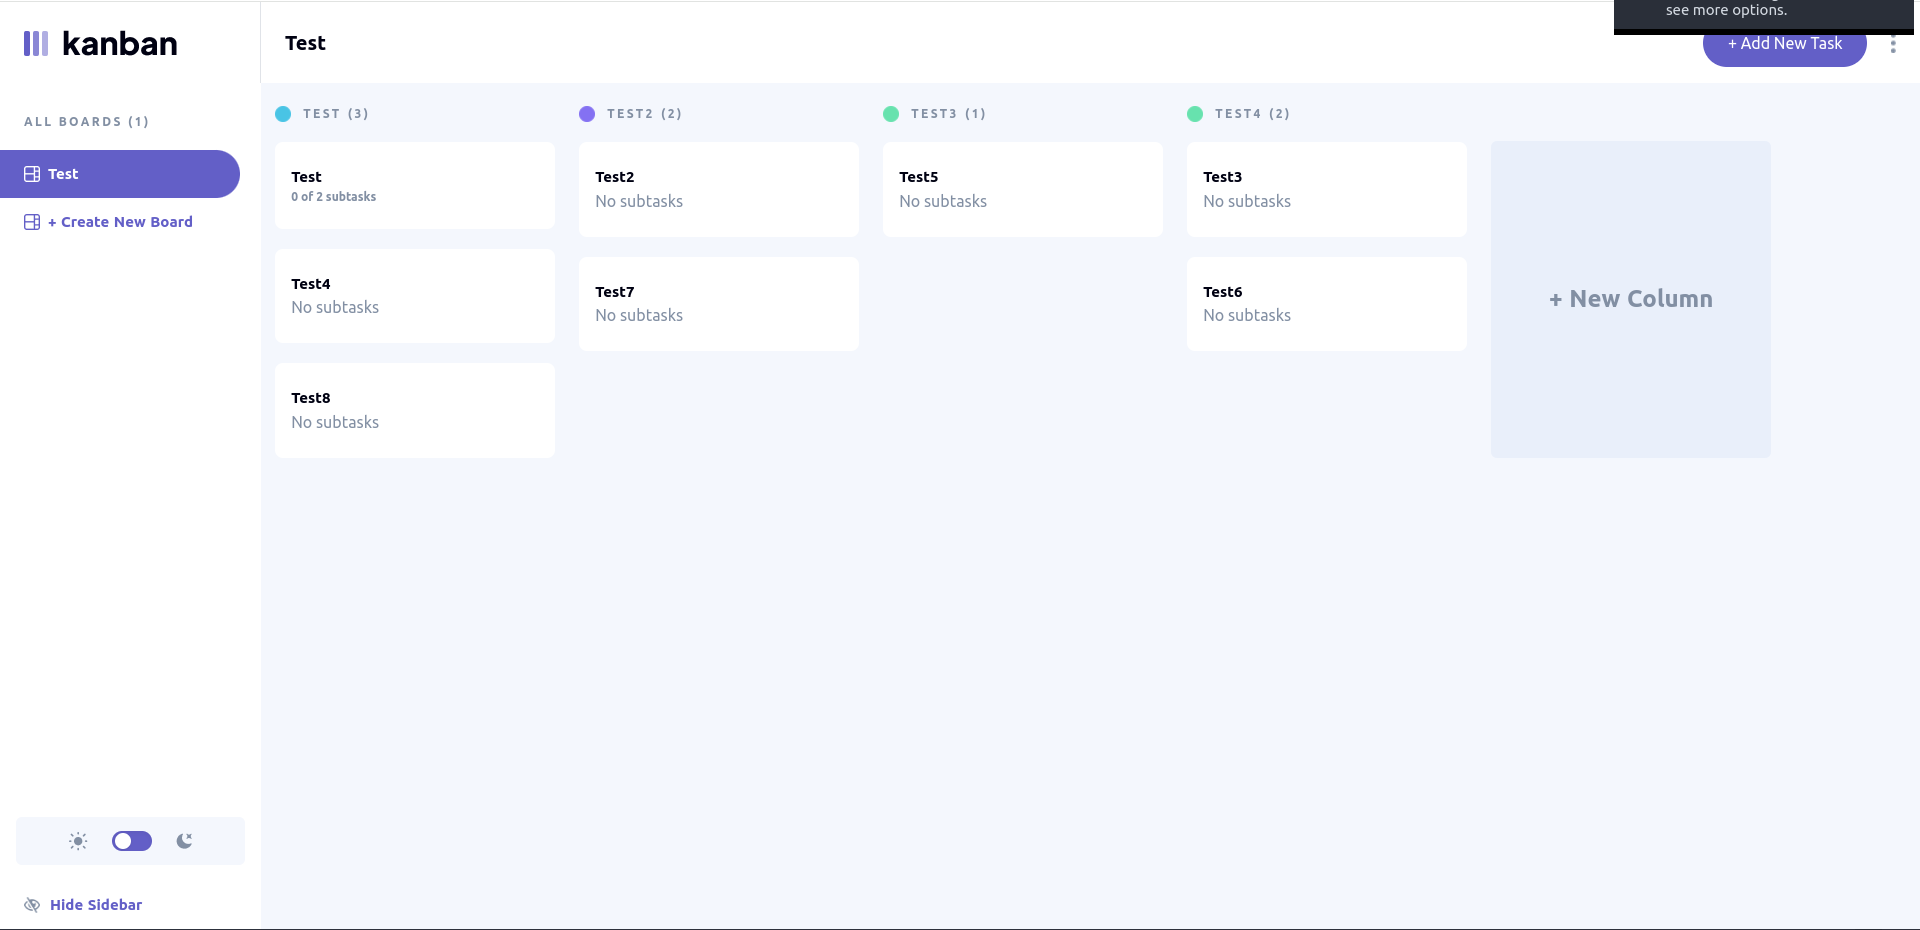 see more options.
kanban
Test
+ Add New Task
ALL BOARDS (1)
Test
+ Create New Board
TEST (3)
Test
0 of 2 subtasks
Test4
No subtasks
Test8
No subtasks
TEST2 (2)
Test2
No subtasks
Test7
No subtasks
TEST3 (1)
Test5
No subtasks
TEST4 (2)
Test3
No subtasks
Test6
No subtasks
+ New Column
Hide Sidebar